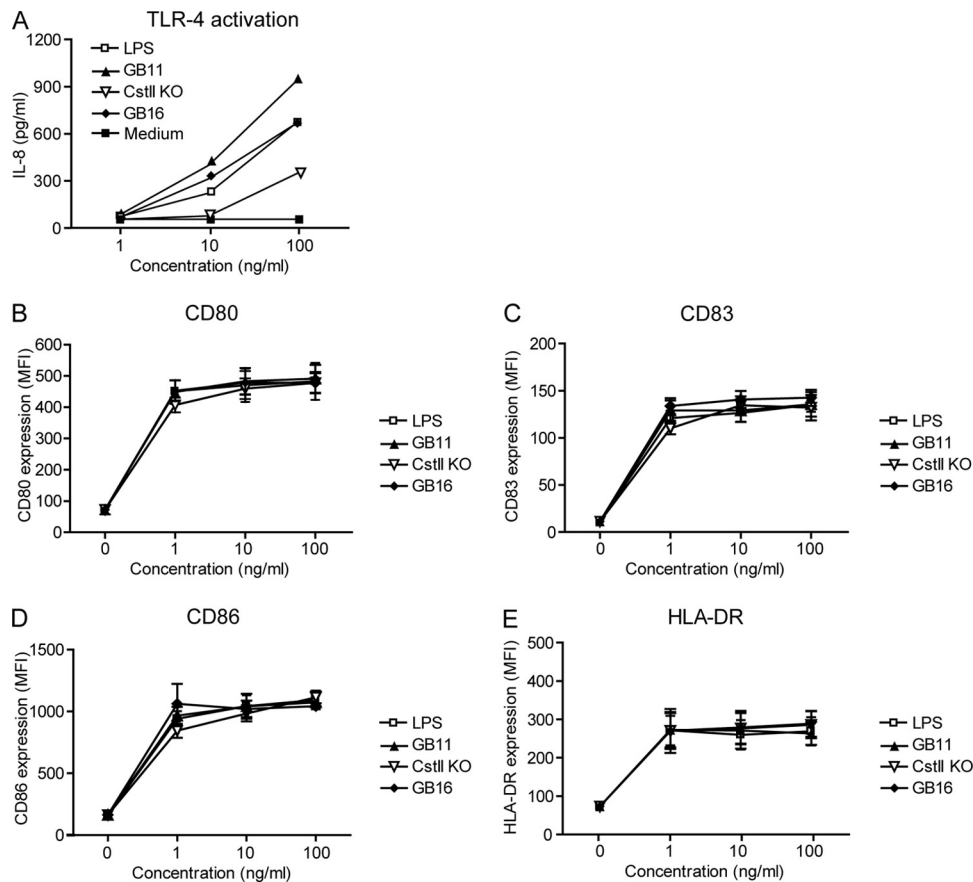 A
TLR-4 activation
1200
900
600
300
0
IL-8 (pg/ml)
LPS
GB11
CstII KO
GB16
Medium
1 10 100
Concentration (ng/ml)
B
CD80
600
500
400
300
200
100
0
CD80 expression (MFI)
0 1 10 100
Concentration (ng/ml)
LPS
GB11
CstII KO
GB16
C
CD83
200
150
100
50
0
CD83 expression (MFI)
0 1 10 100
Concentration (ng/ml)
LPS
GB11
CstII KO
GB16
D
CD86
1500
1000
500
0
CD86 expression (MFI)
0 1 10 100
Concentration (ng/ml)
LPS
GB11
CstII KO
GB16
E
HLA-DR
500
400
300
200
100
0
HLA-DR expression (MFI)
0 1 10 100
Concentration (ng/ml)
LPS
GB11
CstII KO
GB16